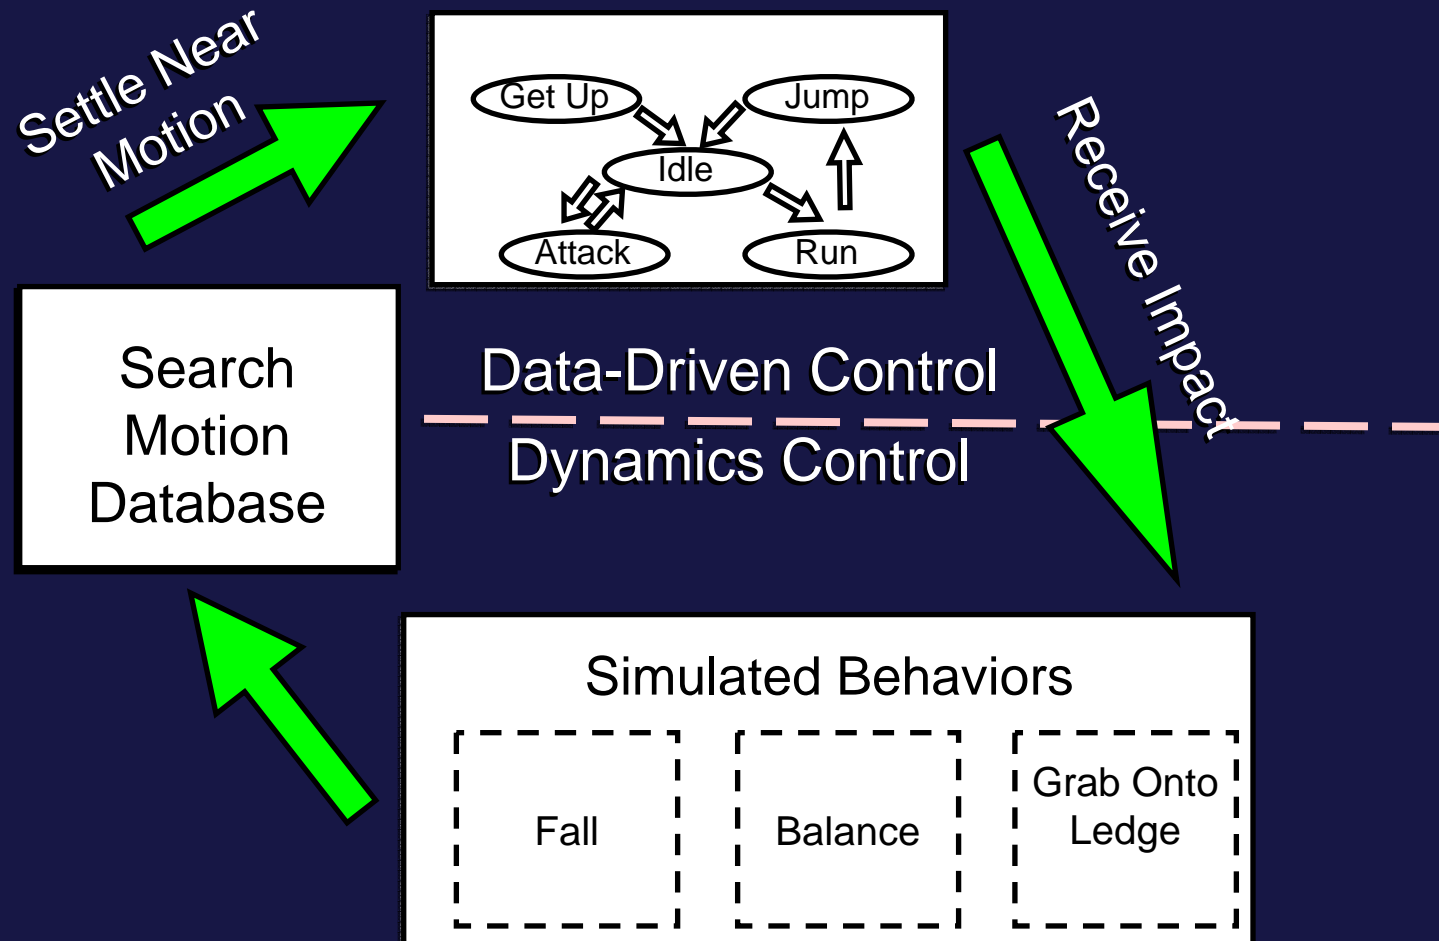 Settle Near
Motion
Get Up
Jump
Idle
Attack
Run
Receive Impact
Search
Motion
Database
Data-Driven Control
Dynamics Control
Simulated Behaviors
Fall
Balance
Grab Onto
Ledge